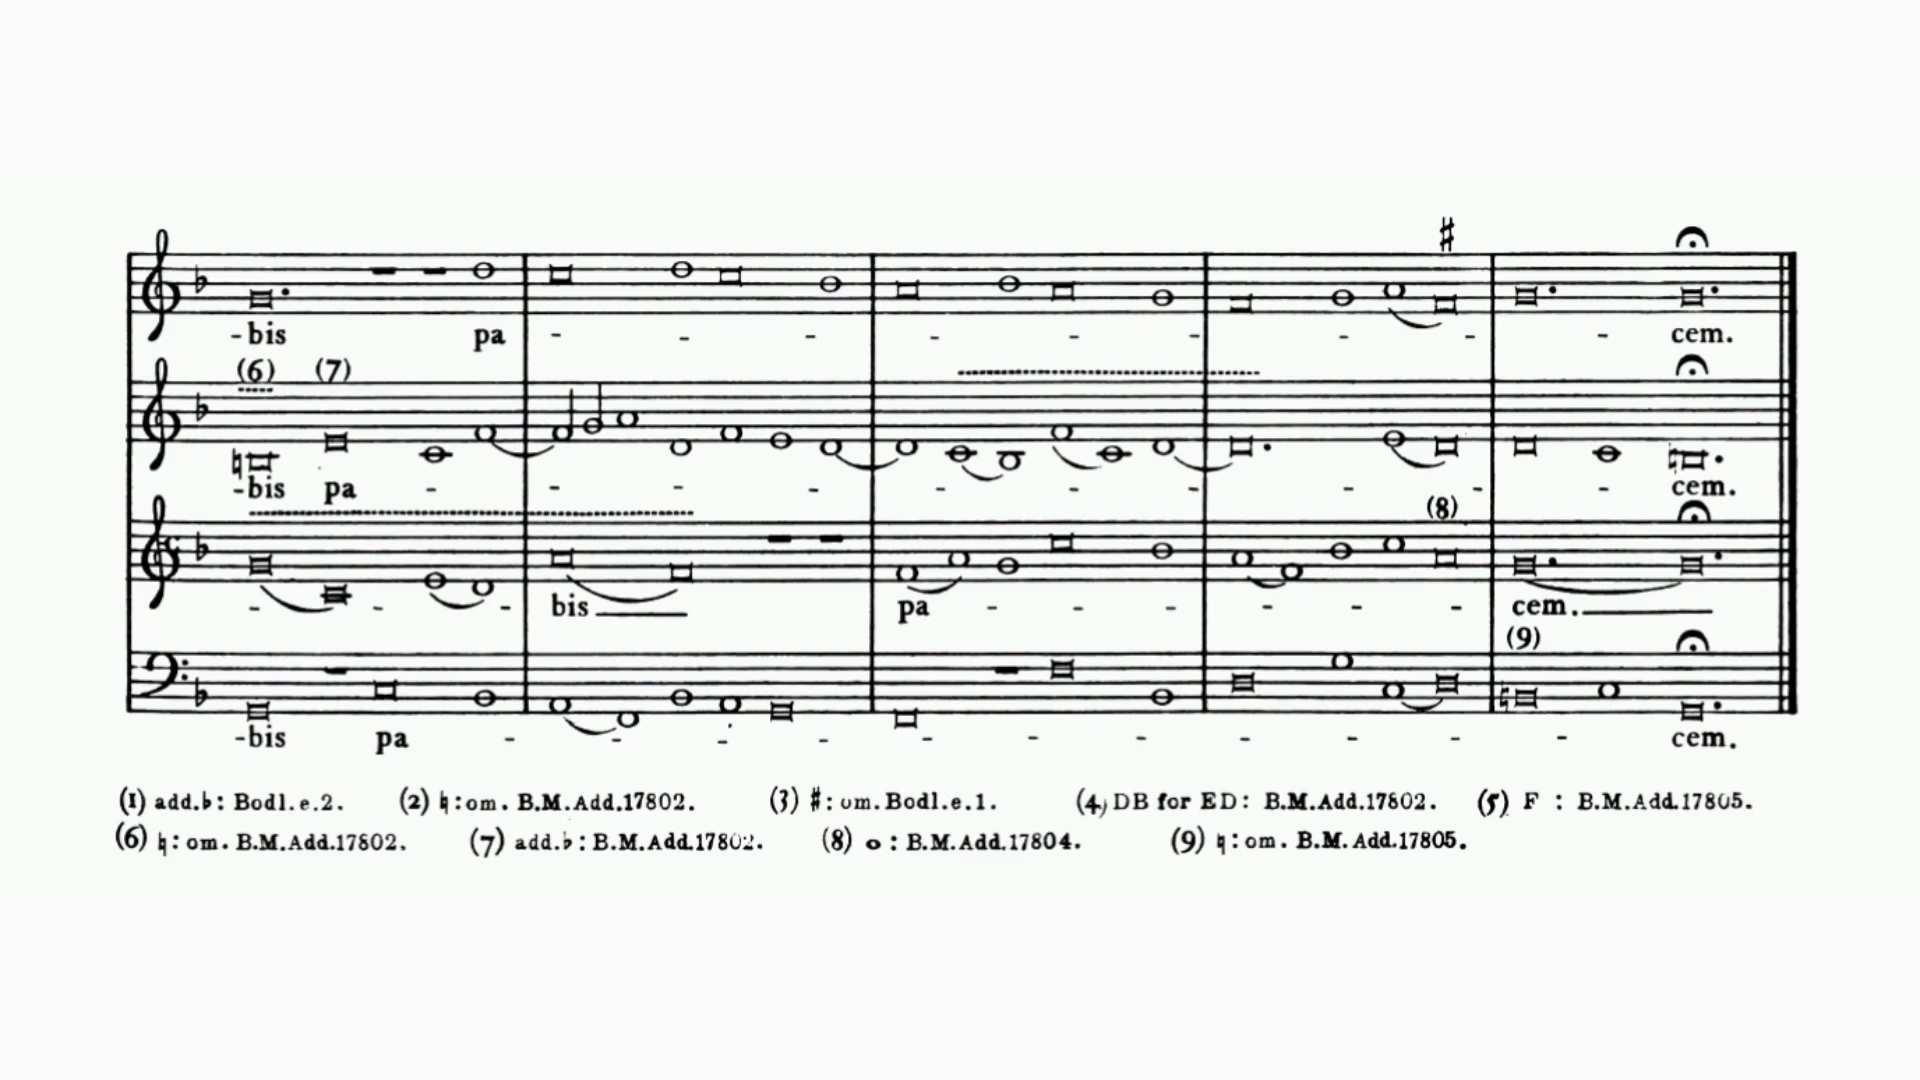 -bis pa - - - - - - - - - cem.
(6) (7)
-bis pa - - - - - - - - - - cem.
(8)
- - - bis pa - - - - - - cem.
(9)
-bis pa - - - - - - - - - - - cem.
(1) add.♭: Bodl.e.2. (2) ♮:om. B.M.Add.17802. (3) ♯: om.Bodl.e.1. (4) DB for ED: B.M.Add.17802. (5) F : B.M.Add.17805.
(6) ♮: om. B.M.Add.17802. (7) add.♭: B.M.Add.17802. (8) o : B.M.Add.17804. (9) ♮: om. B.M.Add.17805.